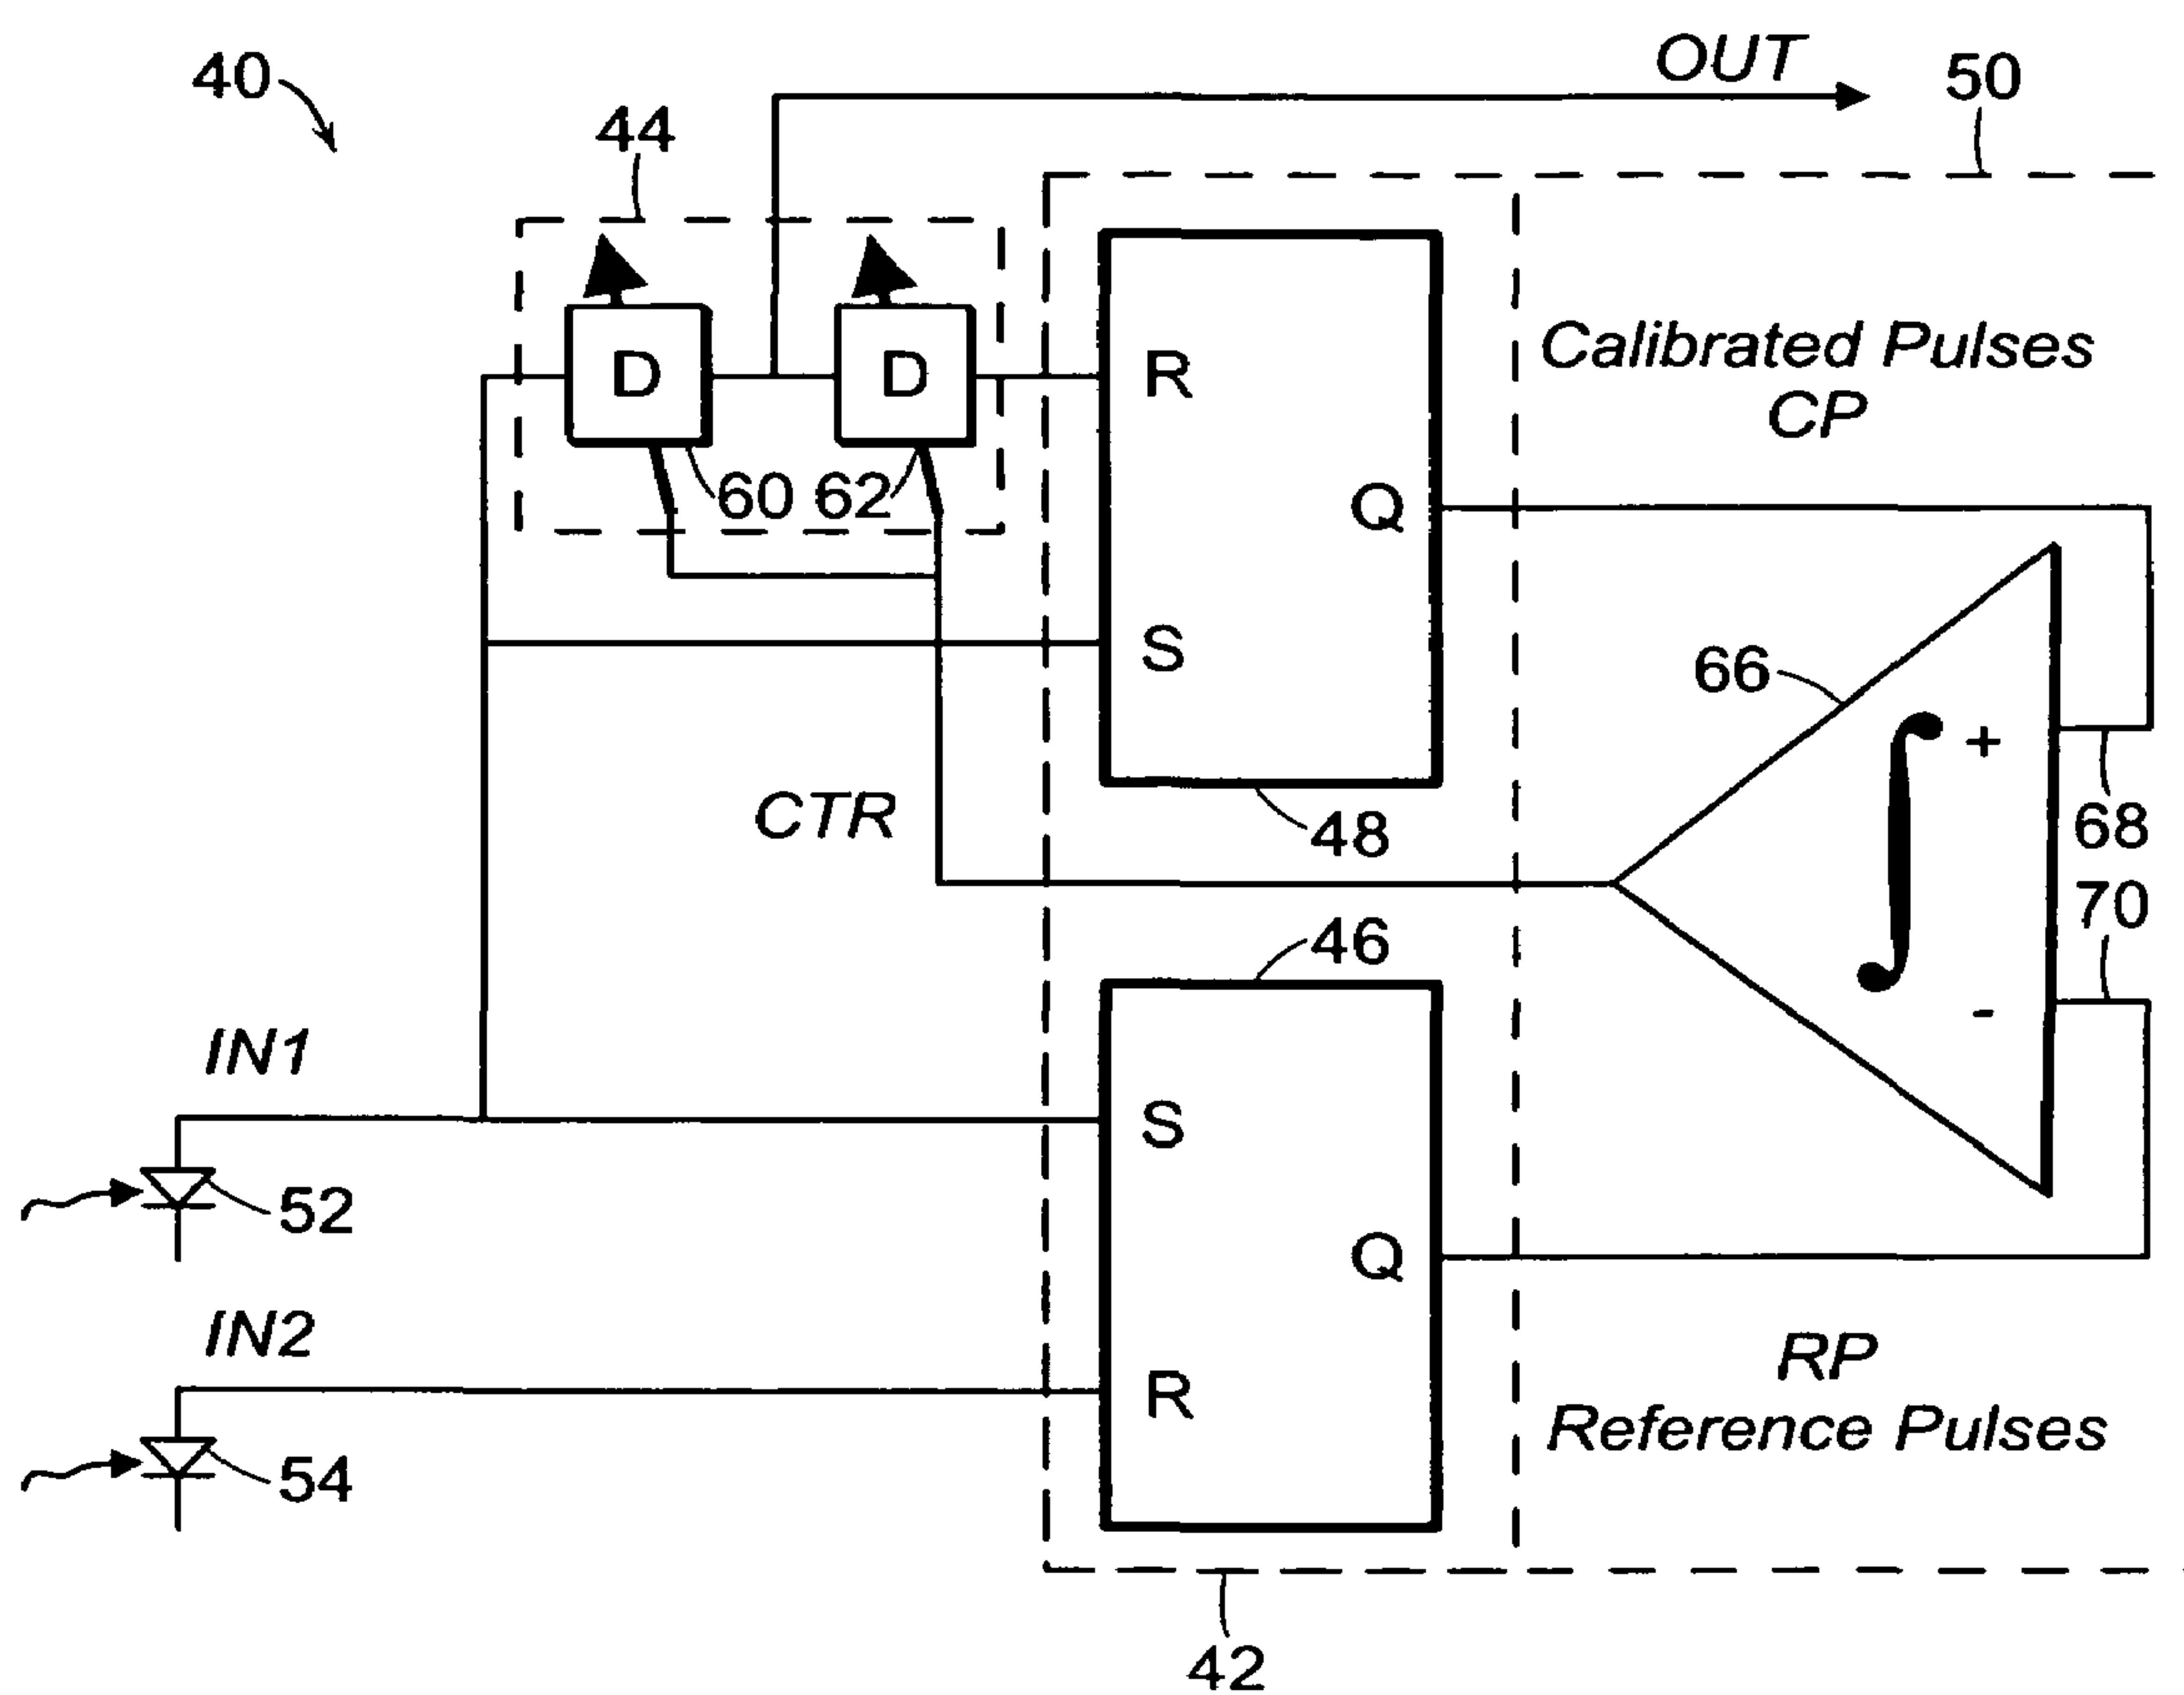 OUT
40
50
44
D
D
R
Calibrated Pulses
CP
60
62
Q
S
66
+
CTR
68
48
70
46
-
IN1
S
52
Q
IN2
RP
R
Reference Pulses
54
42